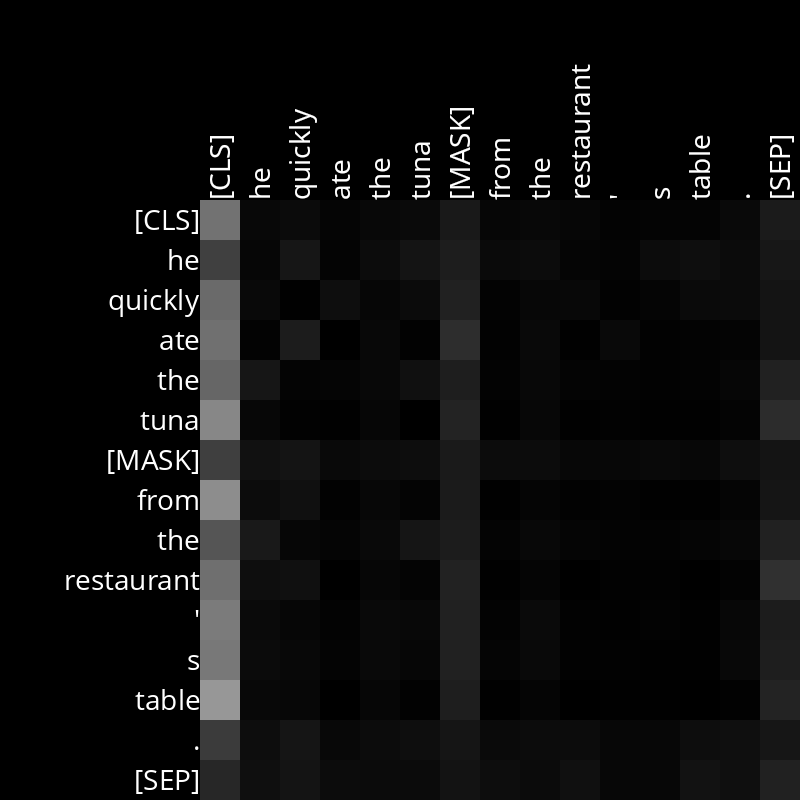 [CLS] he quickly ate the tuna [MASK] from the restaurant ' s table . [SEP]
[CLS]
he
quickly
ate
the
tuna
[MASK]
from
the
restaurant
'
s
table
.
[SEP]